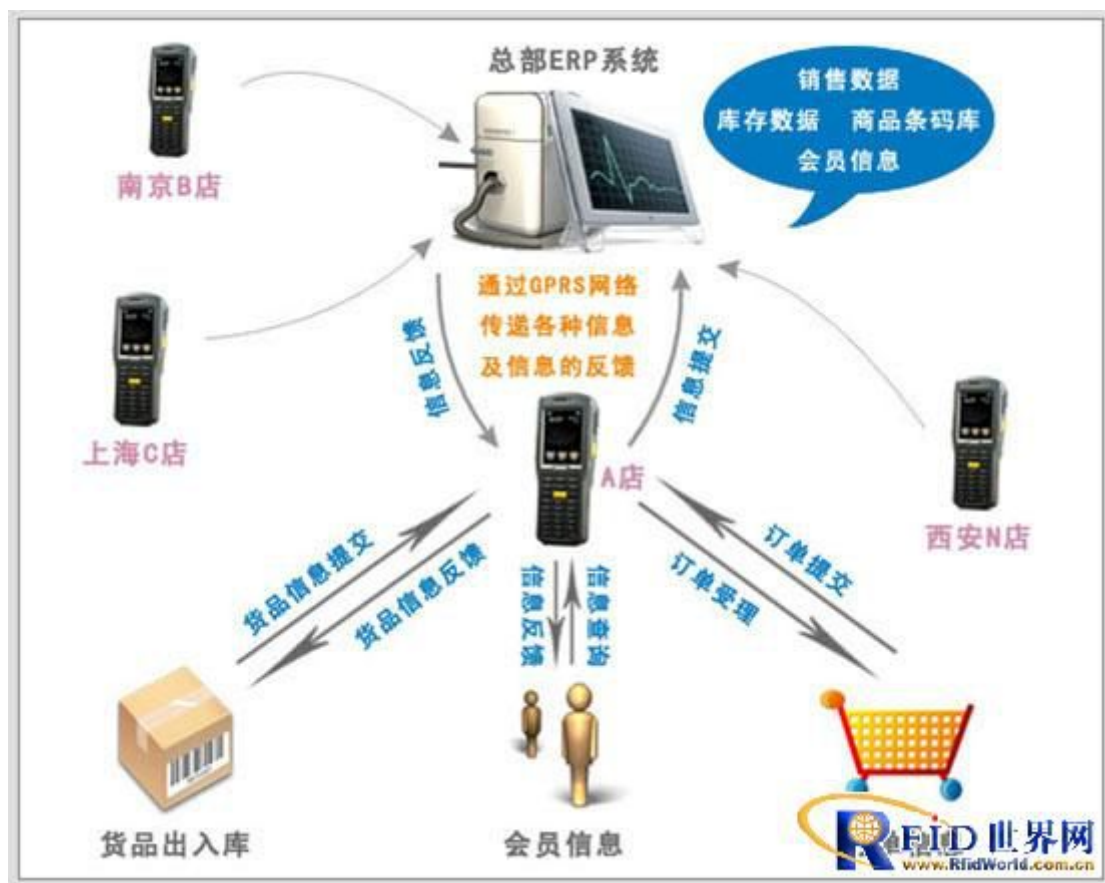 总部ERP系统
销售数据
库存数据 商品条码库
会员信息
南京B店
通过GPRS网络
传递各种信息
及信息的反馈
信息反馈
信息提交
上海C店
A店
西安N店
货品信息提交
货品信息反馈
信息反馈
信息查询
订单受理
订单提交
货品出入库
会员信息
RFID世界网
www.RfidWorld.com.cn